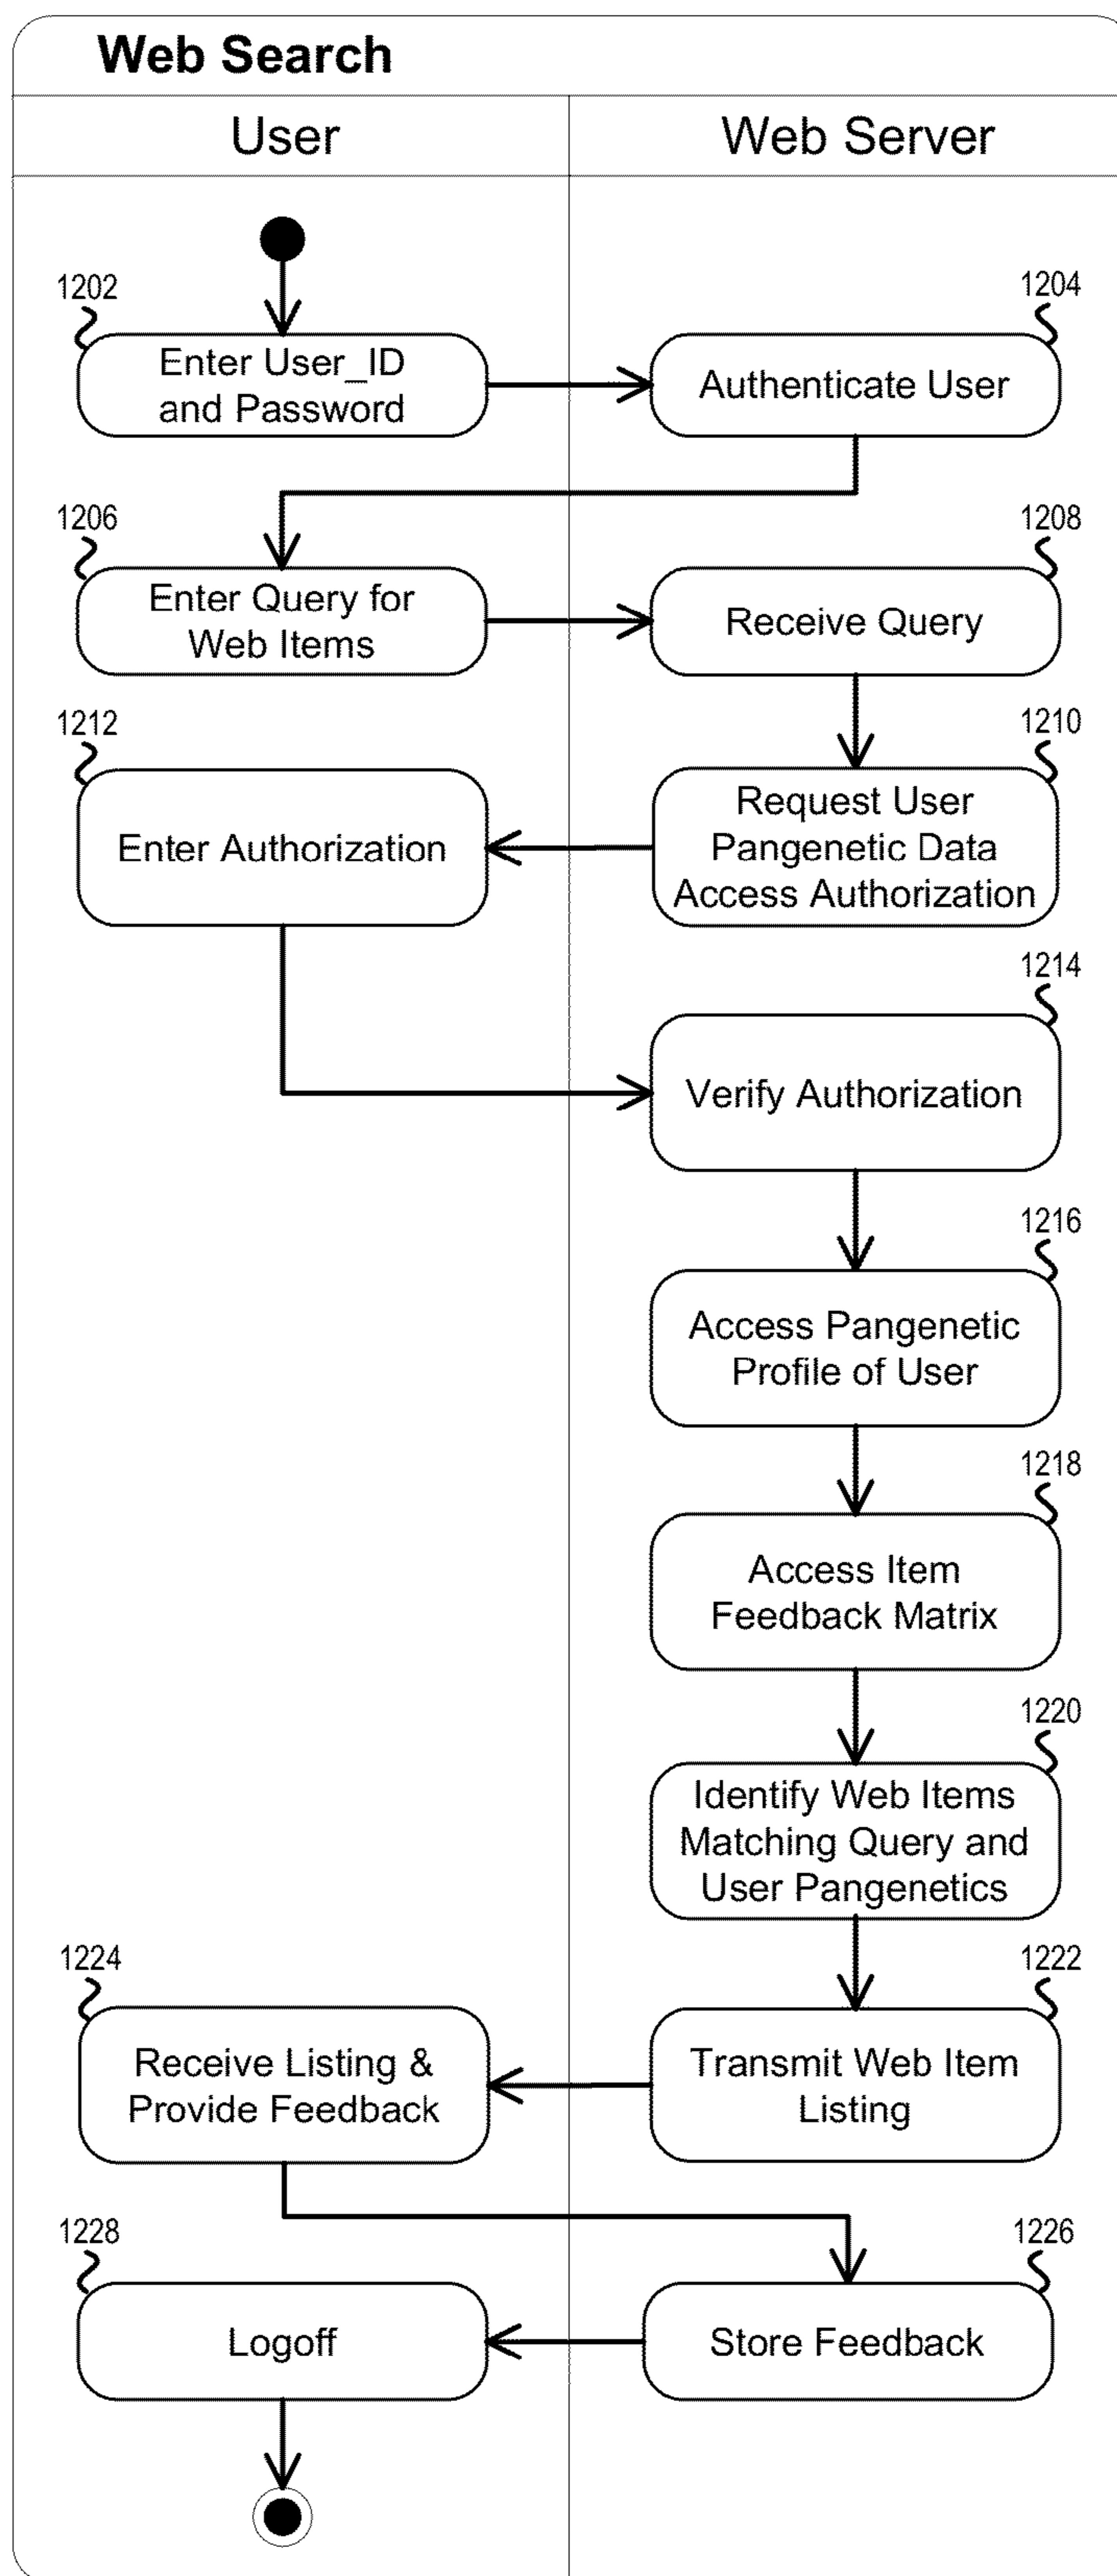 Web Search
User
Web Server
1202
Enter User_ID
and Password
1204
Authenticate User
1206
Enter Query for
Web Items
1208
Receive Query
1210
Request User
Pangenetic Data
Access Authorization
1212
Enter Authorization
1214
Verify Authorization
1216
Access Pangenetic
Profile of User
1218
Access Item
Feedback Matrix
1220
Identify Web Items
Matching Query and
User Pangenetics
1222
Transmit Web Item
Listing
1224
Receive Listing &
Provide Feedback
1226
Store Feedback
1228
Logoff